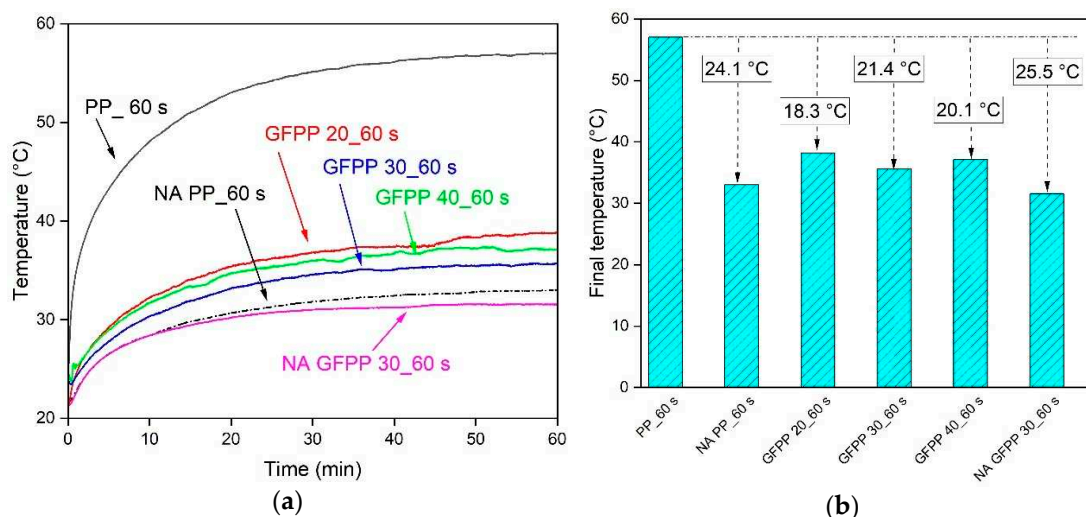 60
50
40
30
20
Temperature (°C)
PP_ 60 s
GFPP 20_60 s
GFPP 30_60 s
NA PP_60 s
GFPP 40_60 s
NA GFPP 30_60 s
0
10
20
30
40
50
60
Time (min)
(a)
60
50
40
30
20
10
0
Final temperature (°C)
24.1 °C
18.3 °C
21.4 °C
20.1 °C
25.5 °C
PP_60 s
NA PP_60 s
GFPP 20_60 s
GFPP 30_60 s
GFPP 40_60 s
NA GFPP 30_60 s
(b)